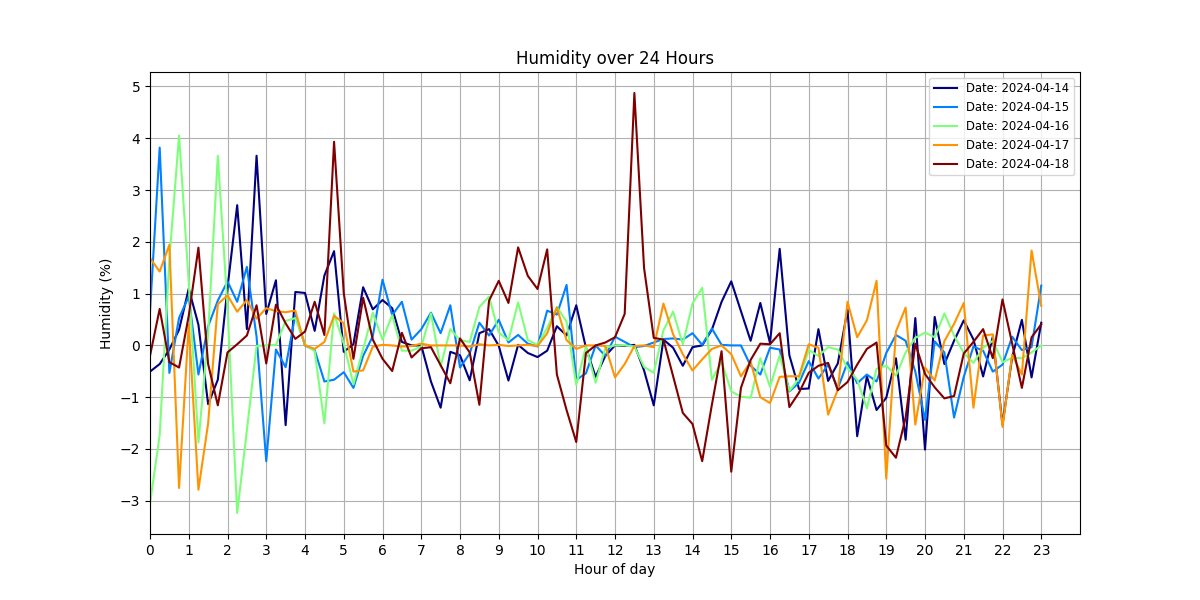 Humidity over 24 Hours
Date: 2024-04-14
Date: 2024-04-15
Date: 2024-04-16
Date: 2024-04-17
Date: 2024-04-18
Humidity (%)
5
4
3
2
1
0
−1
−2
−3
0 1 2 3 4 5 6 7 8 9 10 11 12 13 14 15 16 17 18 19 20 21 22 23
Hour of day